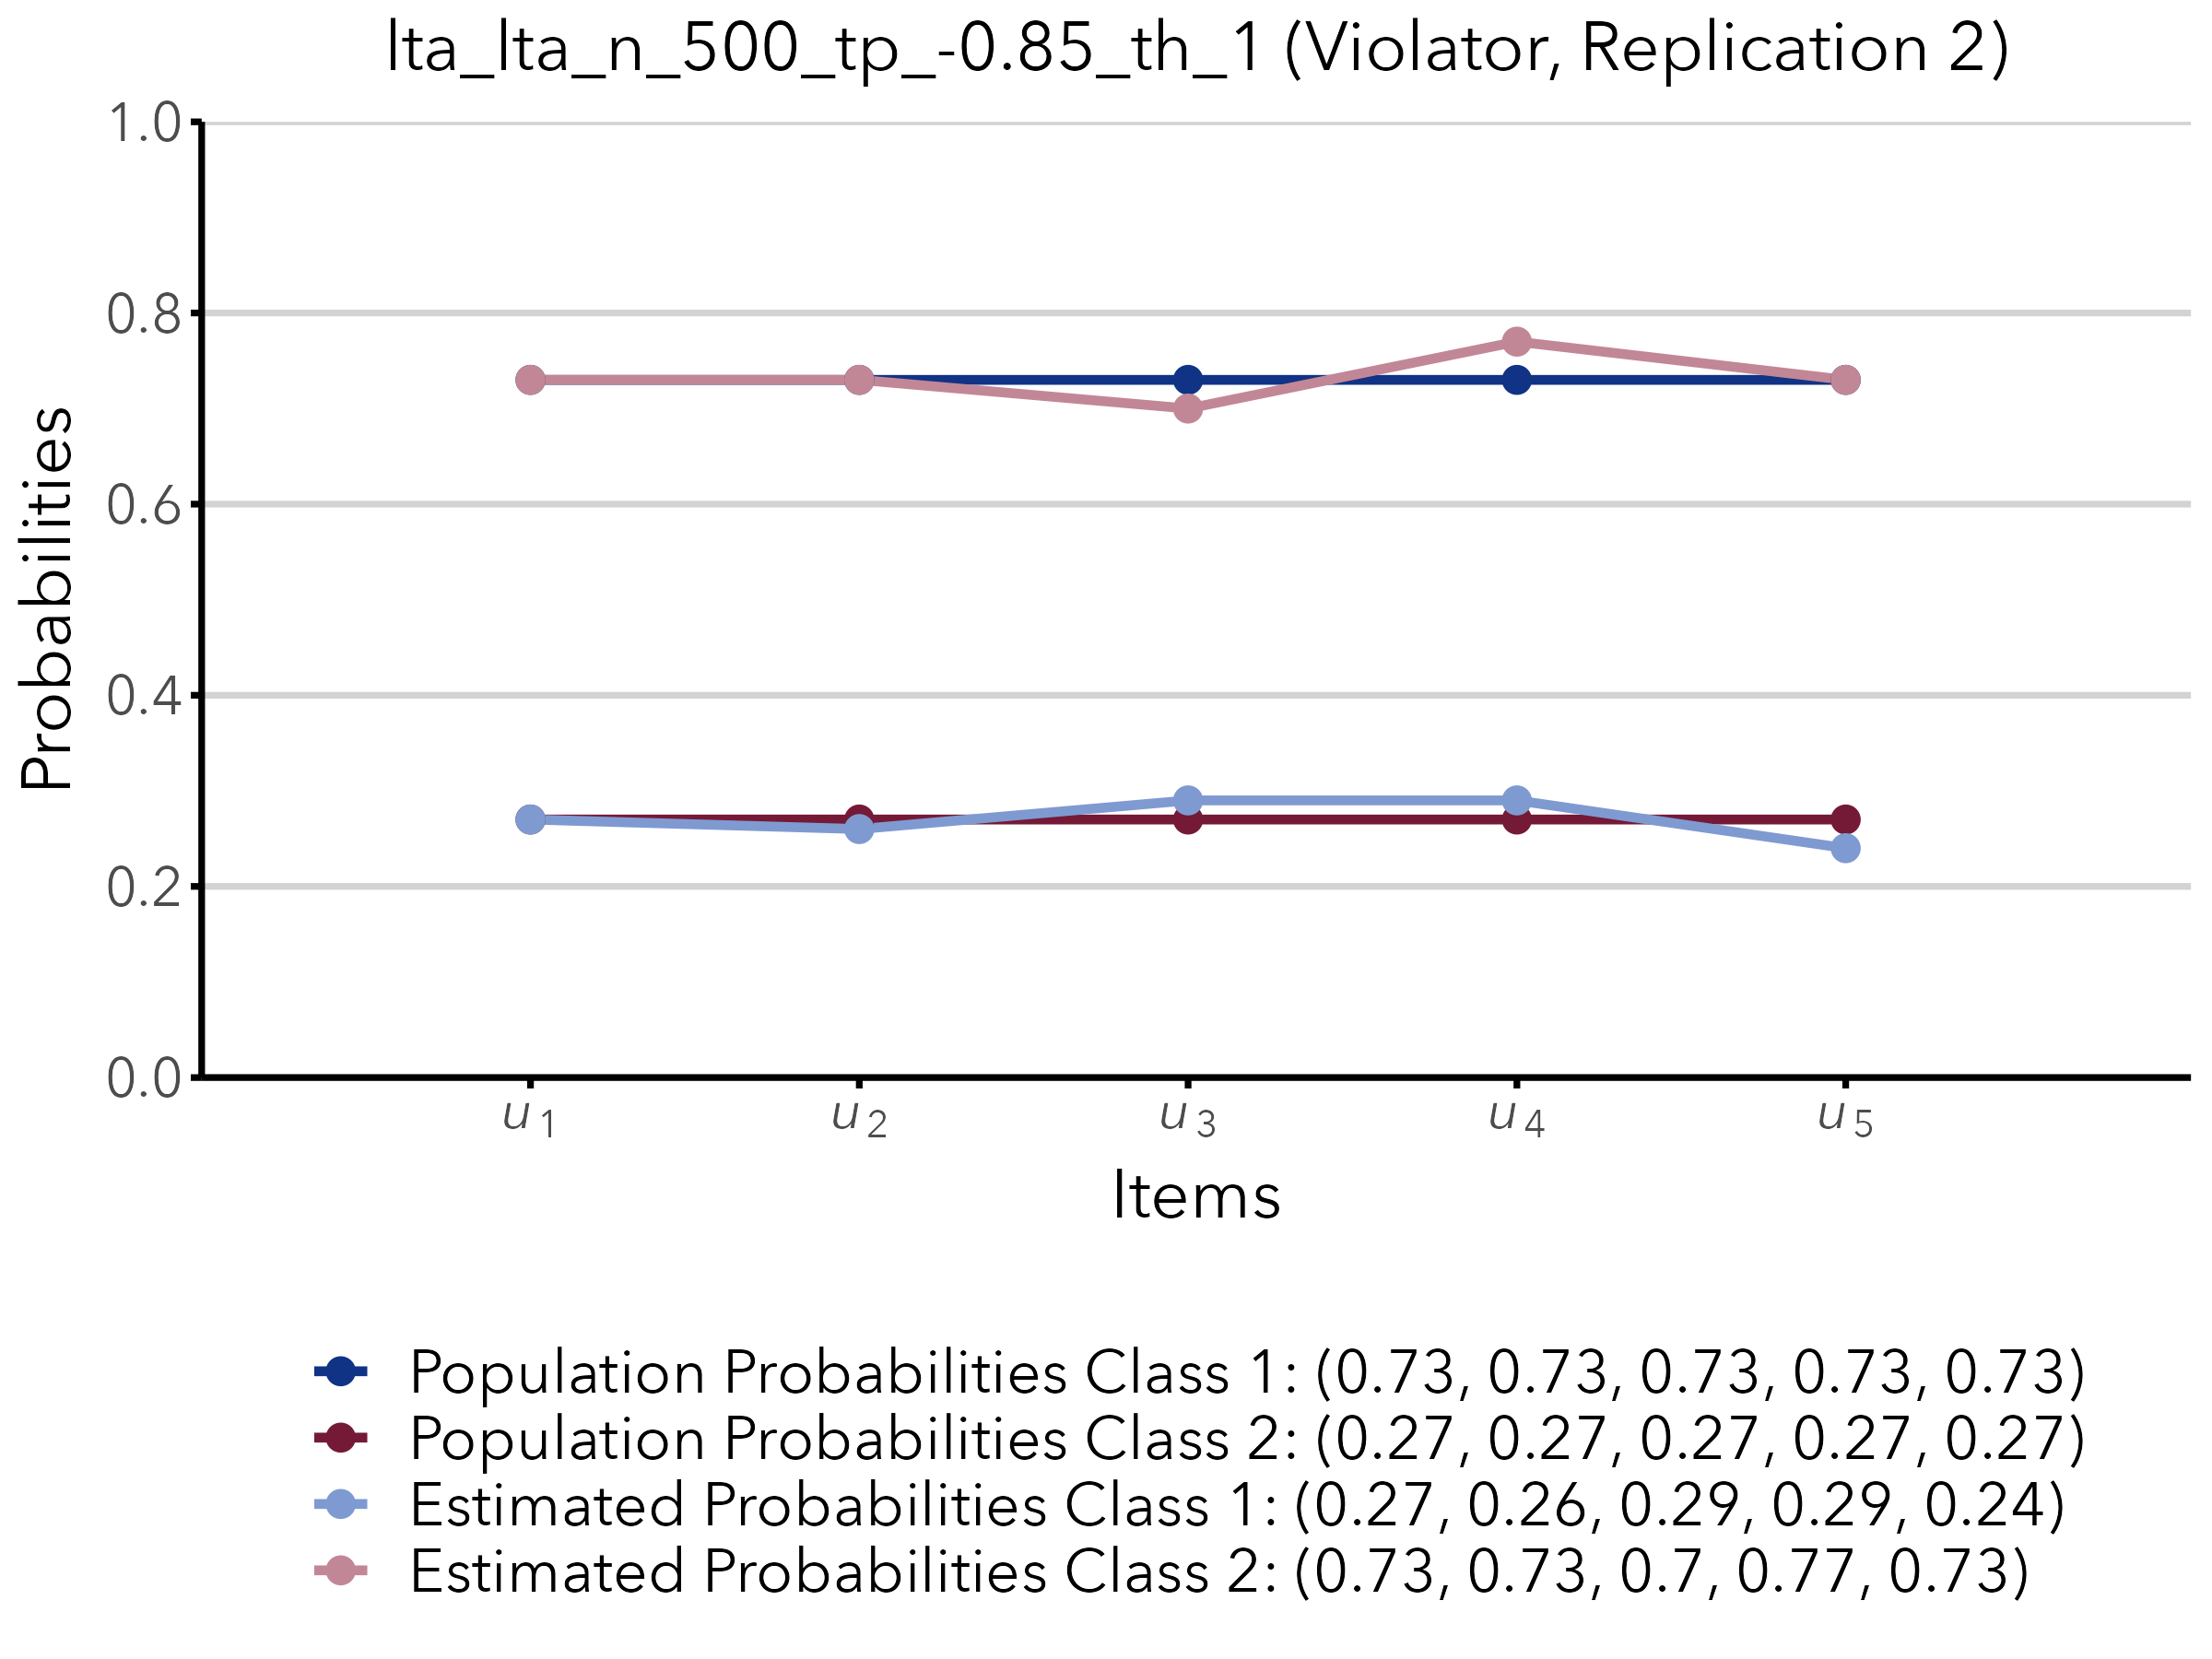 lta_lta_n_500_tp_-0.85_th_1 (Violator, Replication 2)
1.0
0.8
0.6
0.4
0.2
0.0
Probabilities
u1
u2
u3
u4
u5
Items
Population Probabilities Class 1: (0.73, 0.73, 0.73, 0.73, 0.73)
Population Probabilities Class 2: (0.27, 0.27, 0.27, 0.27, 0.27)
Estimated Probabilities Class 1: (0.27, 0.26, 0.29, 0.29, 0.24)
Estimated Probabilities Class 2: (0.73, 0.73, 0.7, 0.77, 0.73)